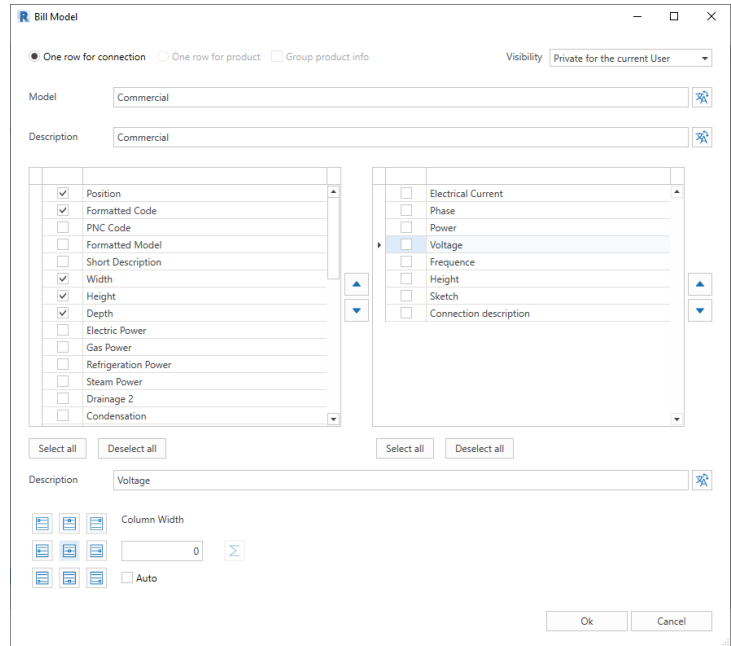 R Bill Model
One row for connection One row for product Group product info Visibility Private for the current User
Model Commercial
Description Commercial
Position
Formatted Code
PNC Code
Formatted Model
Short Description
Width
Height
Depth
Electric Power
Gas Power
Refrigeration Power
Steam Power
Drainage 2
Condensation
Electrical Current
Phase
Power
Voltage
Frequence
Height
Sketch
Connection description
Select all Deselect all Select all Deselect all
Description Voltage
Column Width
0 Σ
Auto
Ok Cancel